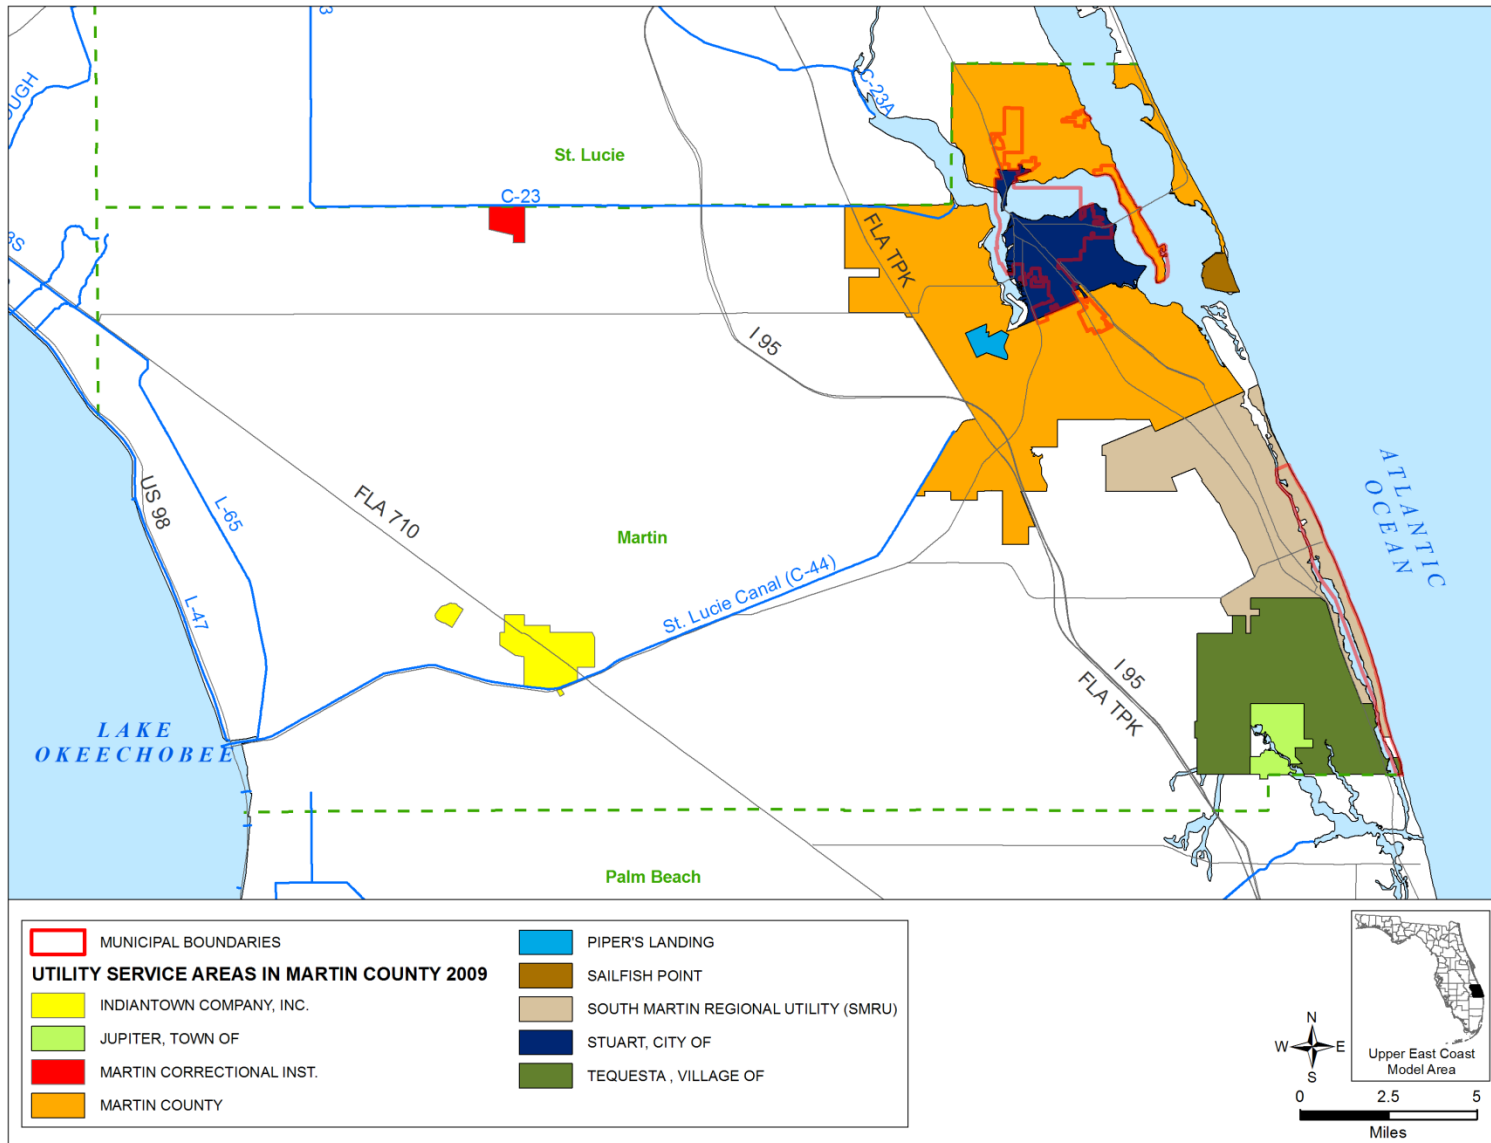 3
C-23A
OUGH
St. Lucie
C-23
FLA TPK
I 95
US 98
L-65
FLA 710
Martin
L-47
St. Lucie Canal (C-44)
ATLANTIC
OCEAN
I 95
FLA TPK
LAKE
OKEECHOBEE
Palm Beach
MUNICIPAL BOUNDARIES
UTILITY SERVICE AREAS IN MARTIN COUNTY 2009
INDIANTOWN COMPANY, INC.
JUPITER, TOWN OF
MARTIN CORRECTIONAL INST.
MARTIN COUNTY
PIPER'S LANDING
SAILFISH POINT
SOUTH MARTIN REGIONAL UTILITY (SMRU)
STUART, CITY OF
TEQUESTA , VILLAGE OF
N
W E
S
Upper East Coast
Model Area
0 2.5 5
Miles